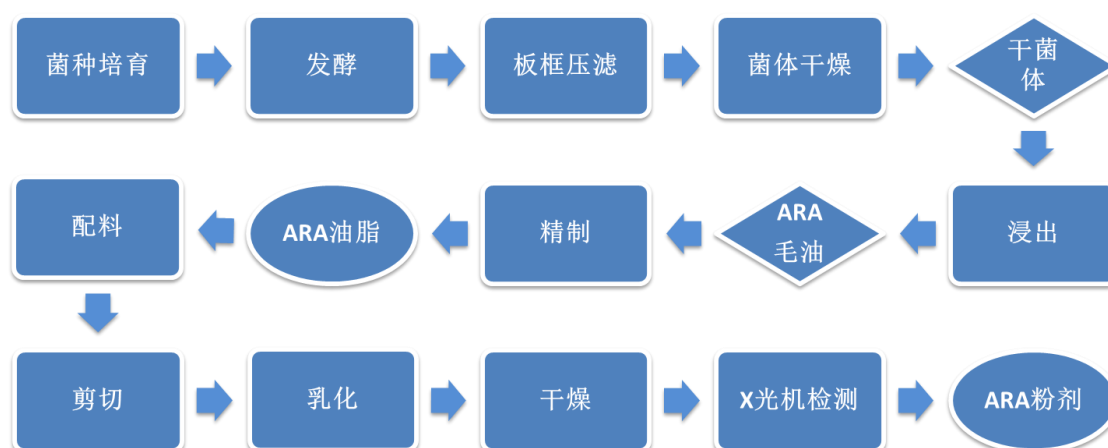 菌种培育
发酵
板框压滤
菌体干燥
干菌
体
浸出
ARA
毛油
精制
ARA油脂
配料
剪切
乳化
干燥
X光机检测
ARA粉剂